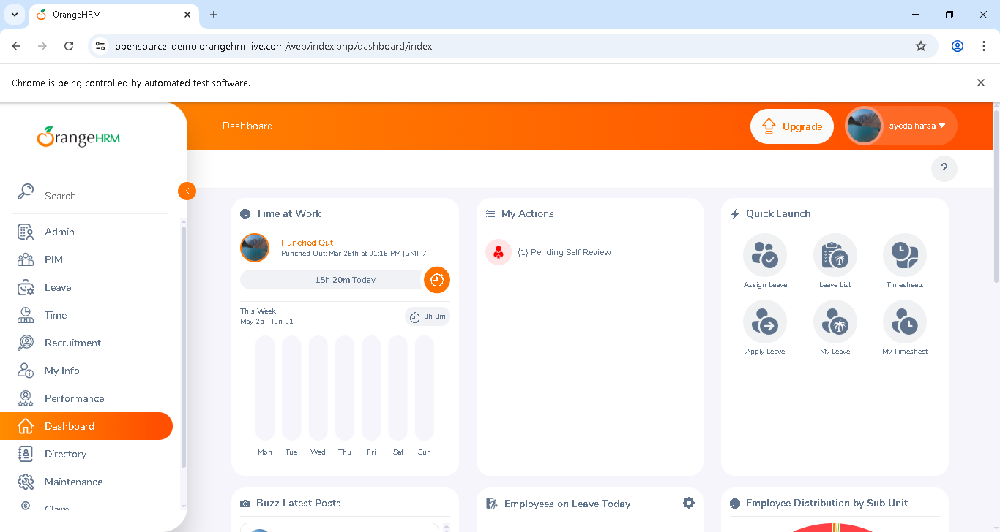 OrangeHRM
opensource-demo.orangehrmlive.com/web/index.php/dashboard/index
Chrome is being controlled by automated test software.
OrangeHRM
Search
Admin
PIM
Leave
Time
Recruitment
My Info
Performance
Dashboard
Directory
Maintenance
Claim
Dashboard
Upgrade
syeda hafsa
?
Time at Work
Punched Out
Punched Out: Mar 29th at 01:19 PM (GMT 7)
15h 20m Today
This Week
May 26 - Jun 01
0h 0m
Mon Tue Wed Thu Fri Sat Sun
My Actions
(1) Pending Self Review
Quick Launch
Assign Leave Leave List Timesheets
Apply Leave My Leave My Timesheet
Buzz Latest Posts
Employees on Leave Today
Employee Distribution by Sub Unit